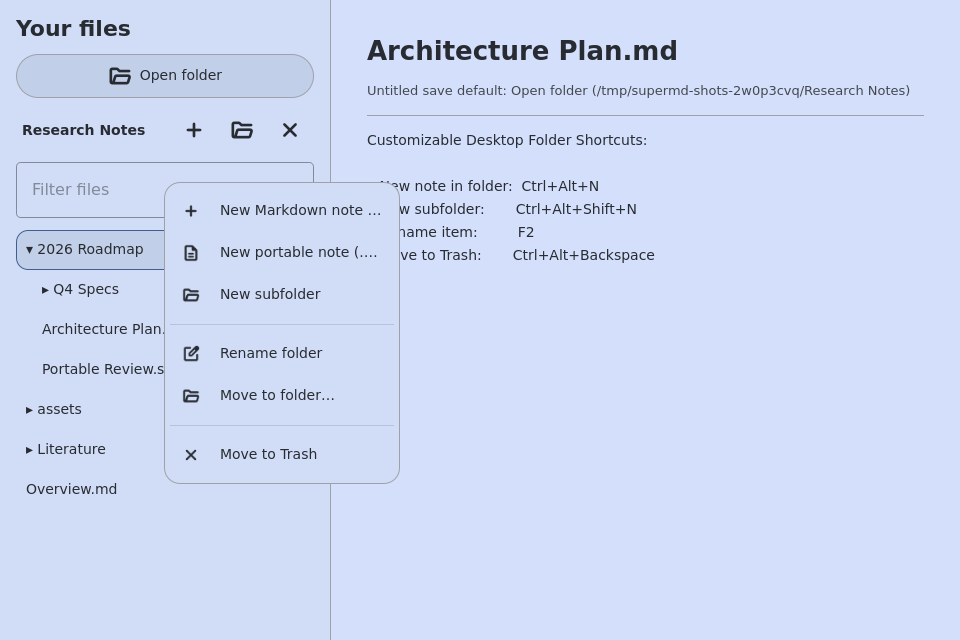 Your files
Open folder
Research Notes
Filter files
▾ 2026 Roadmap
▸ Q4 Specs
Architecture Plan.
Portable Review.s
▸ assets
▸ Literature
Overview.md
New Markdown note ...
New portable note (....
New subfolder
Rename folder
Move to folder...
Move to Trash
Architecture Plan.md
Untitled save default: Open folder (/tmp/supermd-shots-2w0p3cvq/Research Notes)
Customizable Desktop Folder Shortcuts:
New note in folder: Ctrl+Alt+N
subfolder: Ctrl+Alt+Shift+N
item: F2
to Trash: Ctrl+Alt+Backspace